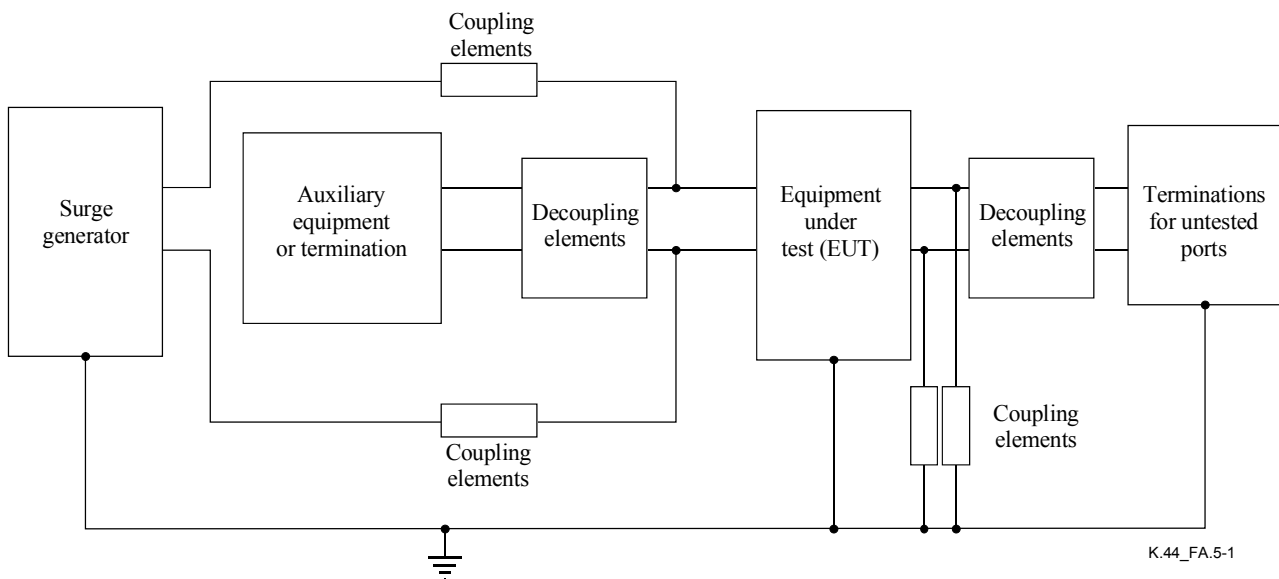 Coupling
elements
Surge
generator
Auxiliary
equipment
or termination
Decoupling
elements
Equipment
under
test (EUT)
Decoupling
elements
Terminations
for untested
ports
Coupling
elements
Coupling
elements
K.44_FA.5-1